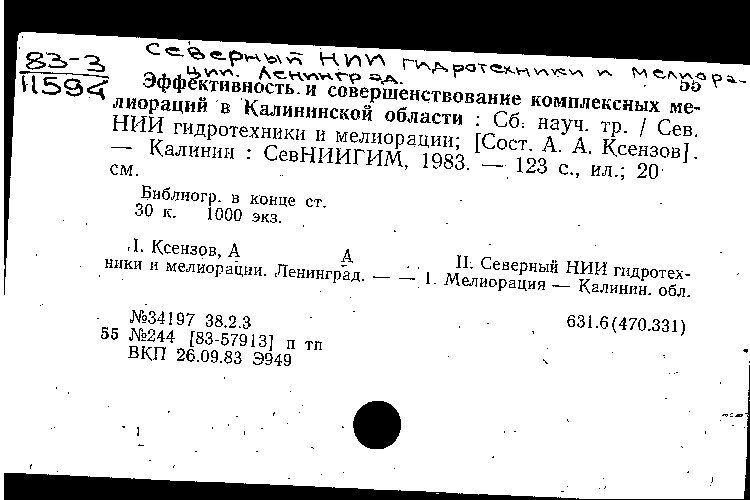 83-3
11594
Северный НИИ гидротехники и мелиора-
ции. Ленинград.
55
Эффективность и совершенствование комплексных ме-
лиораций в Калининской области : Сб. науч. тр. / Сев.
НИИ гидротехники и мелиорации; [Сост. А. А. Ксензов].
— Калинин : СевНИИГИМ, 1983. — 123 с., ил.; 20
см.
Библиогр. в конце ст.
30 к. 1000 экз.
I. Ксензов, А А II. Северный НИИ гидротех-
ники и мелиорации. Ленинград. — — 1. Мелиорация — Калинин. обл.
№34197 38.2.3 631.6(470.331)
55 №244 [83-57913] п тп
ВКП 26.09.83 Э949